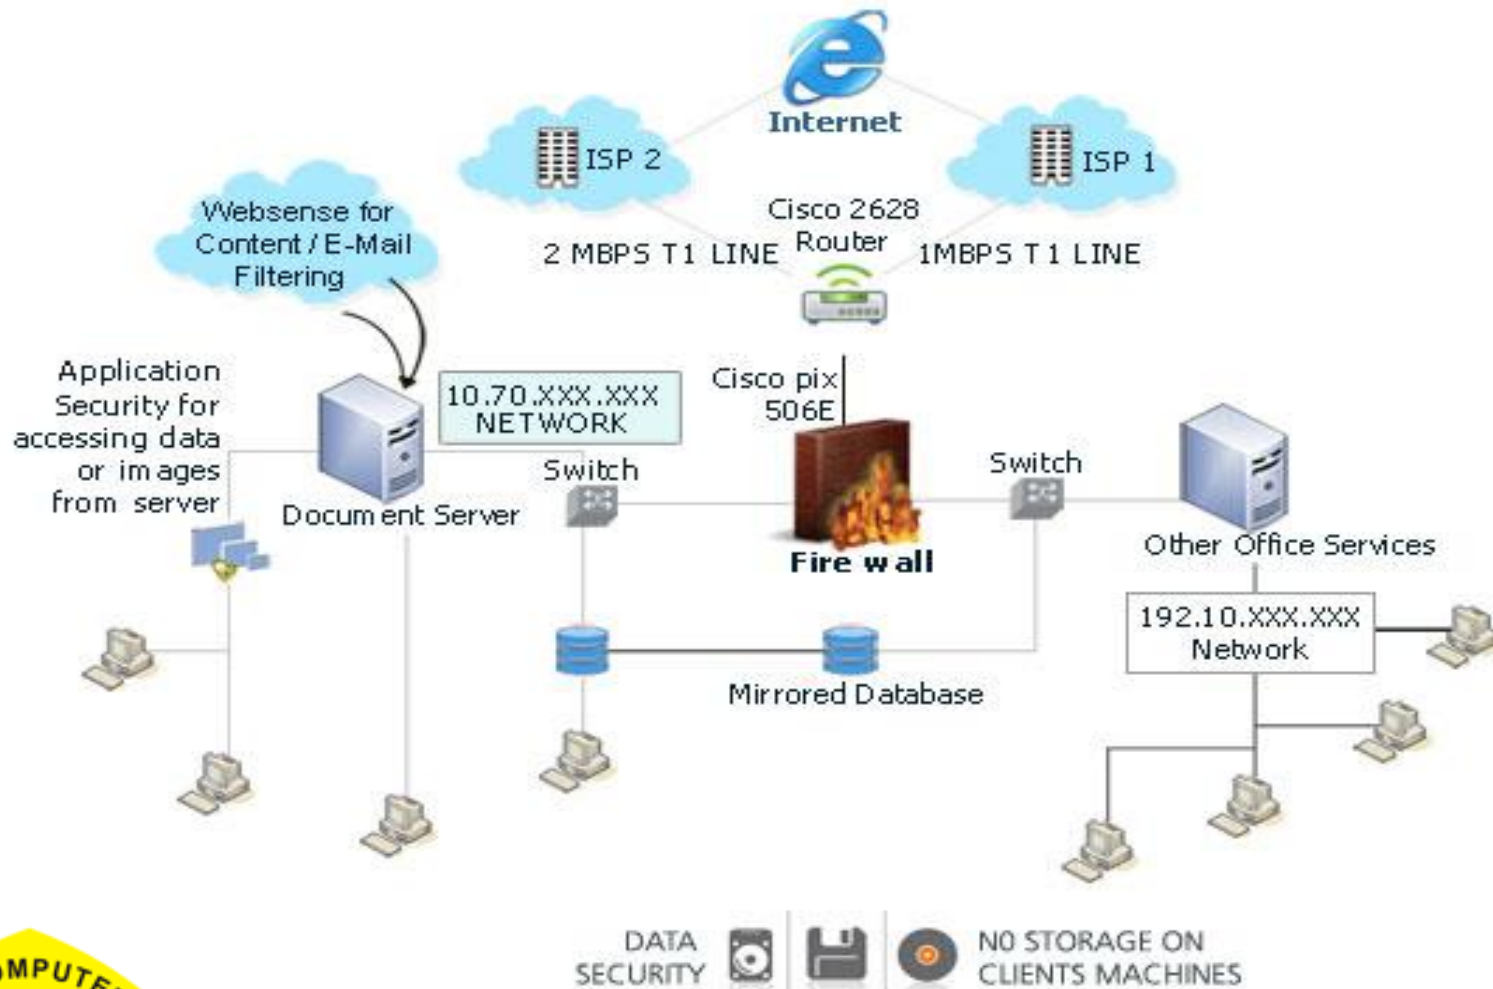 Internet
ISP 2
ISP 1
Websense for
Content / E-Mail
Filtering
Cisco 2628
Router
2 MBPS T1 LINE
1MBPS T1 LINE
Application
Security for
accessing data
or images
from server
10.70.XXX.XXX
NETWORK
Cisco pix
506E
Switch
Switch
Document Server
Fire wall
Other Office Services
192.10.XXX.XXX
Network
Mirrored Database
DATA
SECURITY
N0 STORAGE ON
CLIENTS MACHINES